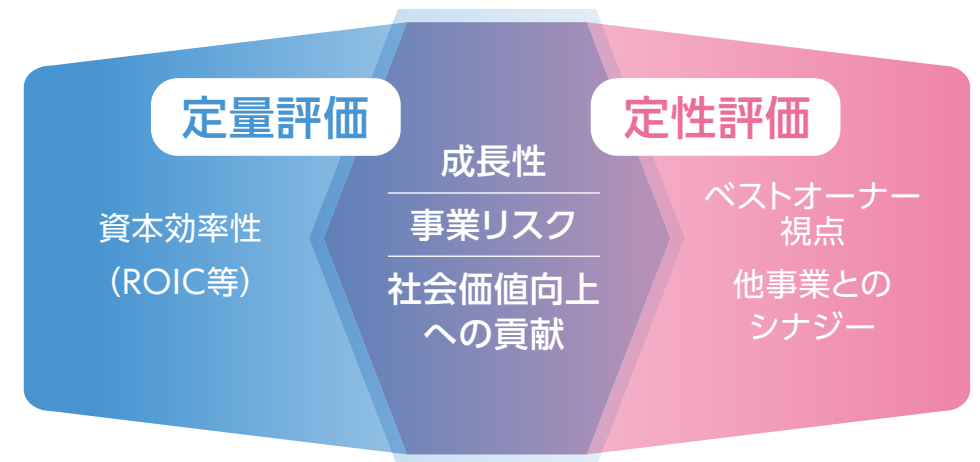 定量評価
資本効率性
（ROIC等）
成長性
事業リスク
社会価値向上
への貢献
定性評価
ベストオーナー
視点
他事業との
シナジー